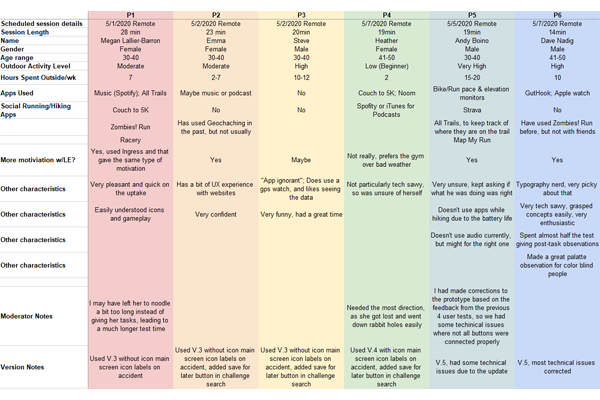 P1 P2 P3 P4 P5 P6
Scheduled session details 5/1/2020 Remote 5/2/2020 Remote 5/2/2020 Remote 5/7/2020 Remote 5/5/2020 Remote 5/7/2020 Remote
Session Length 28 min 23 min 20min 19min 19min 14min
Name Megan Lallier-Barron Emma Steve Heather Andy Boino Dave Nadig
Gender Female Female Male Female Male Male
Age range 30-40 30-40 30-40 41-50 30-40 41-50
Outdoor Activity Level Moderate Moderate High Low (Beginner) Very High High
Hours Spent Outside/wk 7 2-7 10-12 2 15-20 10
Apps Used Music (Spotify); All Trails Maybe music or podcast No Couch to 5K; Noom Bike/Run pace & elevation monitors GutHook; Apple watch
Social Running/Hiking Apps Couch to 5K No No Spofity or iTunes for Podcasts Strava No
Zombies! Run Has used Geochaching in the past, but not usually All Trails, to keep track of where they are on the trail Have used Zombies! Run before, but not with friends
Racery Map My Run
More motiviation w/LE? Yes, used Ingress and that gave the same type of motivation Yes Maybe Not really, prefers the gym over bad weather Yes Yes
Other characteristics Very pleasant and quick on the uptake Has a bit of UX experience with websites "App ignorant"; Does use a gps watch, and likes seeing the data Not particularly tech savvy, so was unsure of herself Very unsure, kept asking if what he was doing was right Typography nerd, very picky about that
Other characteristics Easily understood icons and gameplay Very confident Very funny, had a great time Doesn't use apps while hiking due to the battery life Very tech savvy, grasped concepts easily, very enthusiastic
Other characteristics Doesn't use audio currently, but might for the right one Spent almost half the test giving post-task observations
Other characteristics Made a great palatte observation for color blind people
Moderator Notes I may have left her to noodle a bit too long instead of giving her tasks, leading to a much longer test time Needed the most direction, as she got lost and went down rabbit holes easily I had made corrections to the prototype based on the feedback from the previous 4 user tests, so we had some techinical issues where not all buttons were connected properly
Version Notes Used V.3 without icon main screen icon labels on accident Used V.3 without icon main screen icon labels on accident, added save for later button in challenge search Used V.3 without icon main screen icon labels on accident, added save for later button in challenge search Used V.4 with icon main screen icon labels on accident, added save for later button in challenge search V.5, had some technical issues due to the update V.5, most technical issues corrected